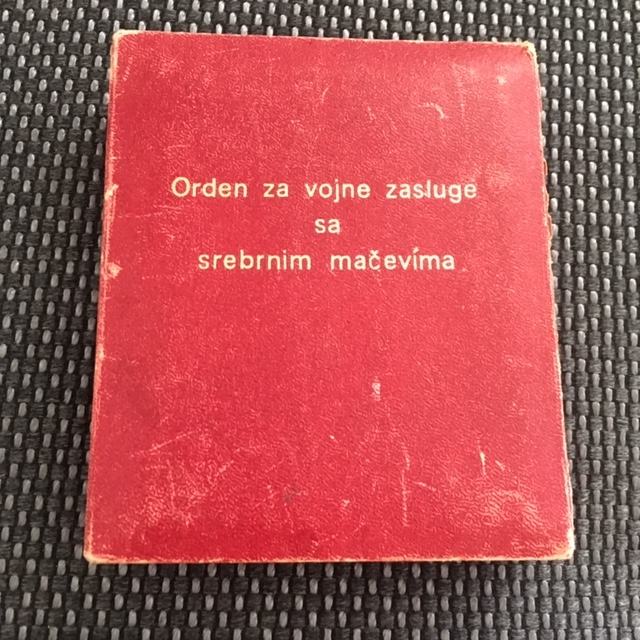 Orden za vojne zasluge
sa
srebrnim mačevima